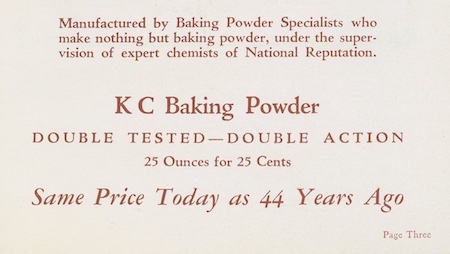 Manufactured by Baking Powder Specialists who
make nothing but baking powder, under the super-
vision of expert chemists of National Reputation.
K C Baking Powder
DOUBLE TESTED—DOUBLE ACTION
25 Ounces for 25 Cents
Same Price Today as 44 Years Ago
Page Three